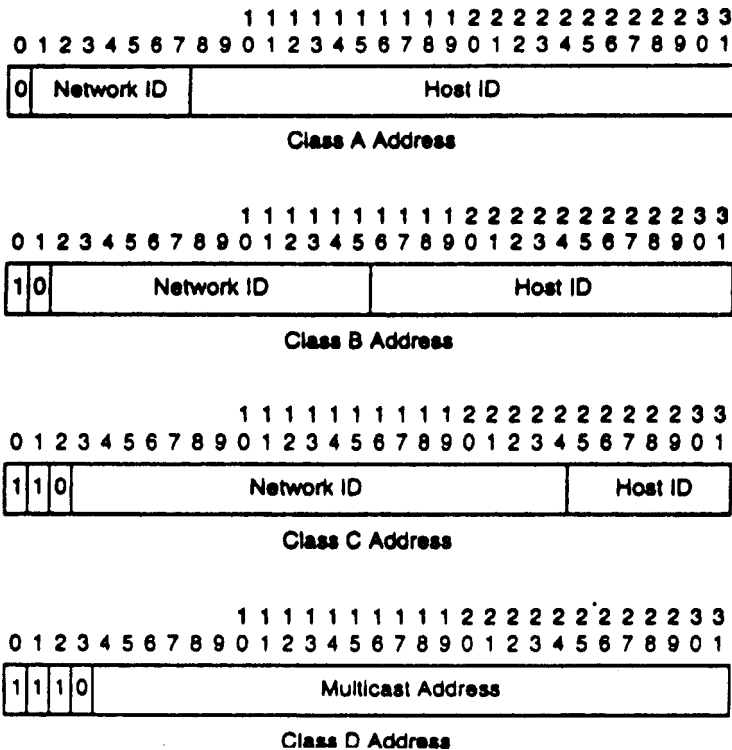 1 1 1 1 1 1 1 1 1 1 2 2 2 2 2 2 2 2 2 2 3 3
0 1 2 3 4 5 6 7 8 9 0 1 2 3 4 5 6 7 8 9 0 1 2 3 4 5 6 7 8 9 0 1
0 Network ID Host ID
Class A Address
1 1 1 1 1 1 1 1 1 1 2 2 2 2 2 2 2 2 2 2 3 3
0 1 2 3 4 5 6 7 8 9 0 1 2 3 4 5 6 7 8 9 0 1 2 3 4 5 6 7 8 9 0 1
1 0 Network ID Host ID
Class B Address
1 1 1 1 1 1 1 1 1 1 2 2 2 2 2 2 2 2 2 2 3 3
0 1 2 3 4 5 6 7 8 9 0 1 2 3 4 5 6 7 8 9 0 1 2 3 4 5 6 7 8 9 0 1
1 1 0 Network ID Host ID
Class C Address
1 1 1 1 1 1 1 1 1 1 2 2 2 2 2 2 2 2 2 2 3 3
0 1 2 3 4 5 6 7 8 9 0 1 2 3 4 5 6 7 8 9 0 1 2 3 4 5 6 7 8 9 0 1
1 1 1 0 Multicast Address
Class D Address